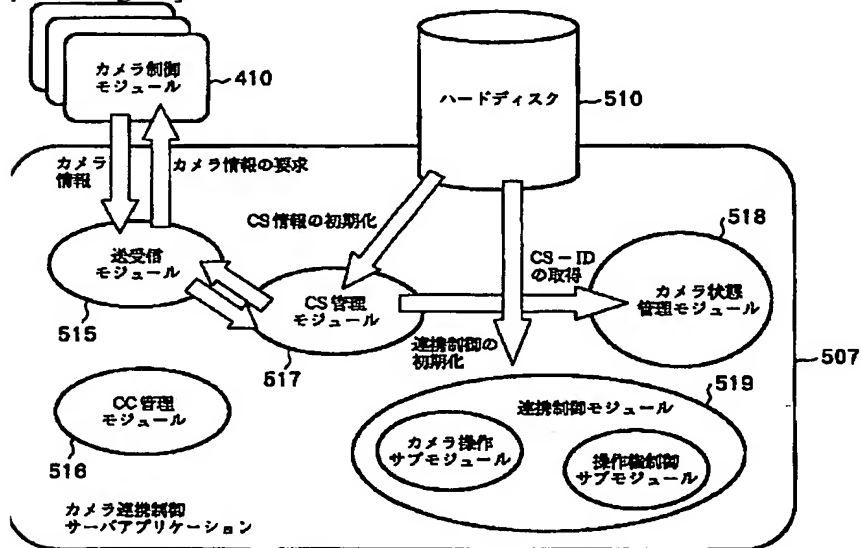 カメラ制御
モジュール
410
ハードディスク
510
カメラ
情報
カメラ情報の要求
CS情報の初期化
518
送受信
モジュール
CS-ID
の取得
カメラ状態
管理モジュール
515
CS管理
モジュール
連携制御の
初期化
507
517
519
連携制御モジュール
CC管理
モジュール
カメラ操作
サブモジュール
操作権制御
サブモジュール
516
カメラ連携制御
サーバアプリケーション